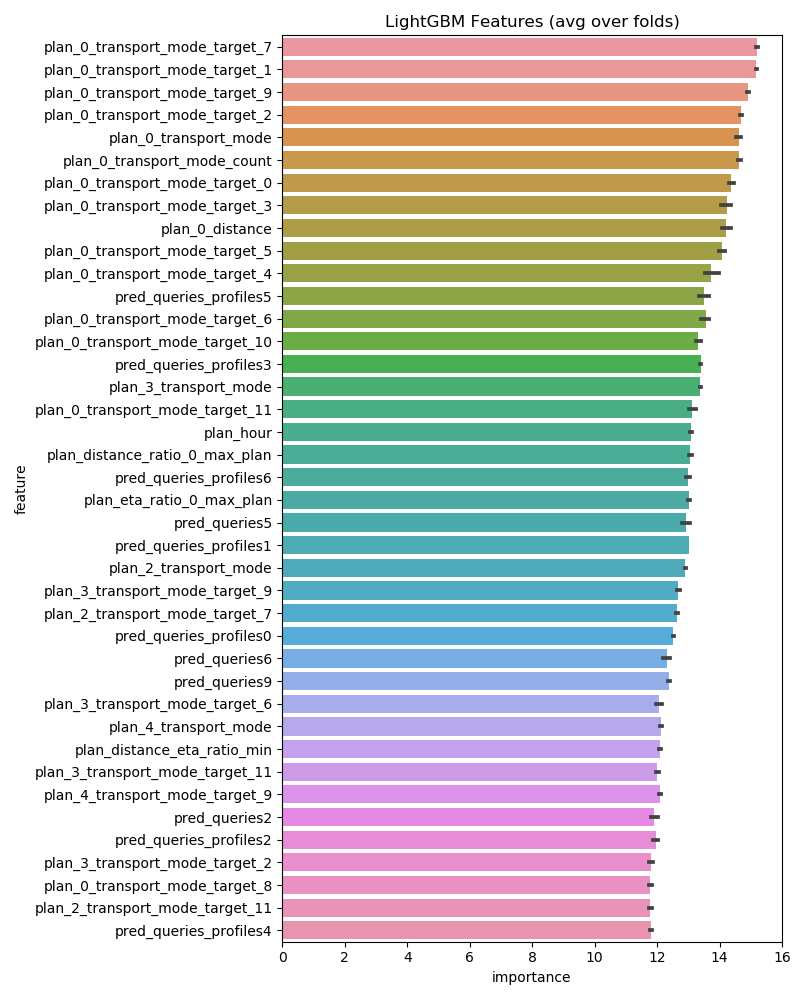 LightGBM Features (avg over folds)
plan_0_transport_mode_target_7
plan_0_transport_mode_target_1
plan_0_transport_mode_target_9
plan_0_transport_mode_target_2
plan_0_transport_mode
plan_0_transport_mode_count
plan_0_transport_mode_target_0
plan_0_transport_mode_target_3
plan_0_distance
plan_0_transport_mode_target_5
plan_0_transport_mode_target_4
pred_queries_profiles5
plan_0_transport_mode_target_6
plan_0_transport_mode_target_10
pred_queries_profiles3
plan_3_transport_mode
plan_0_transport_mode_target_11
plan_hour
plan_distance_ratio_0_max_plan
pred_queries_profiles6
plan_eta_ratio_0_max_plan
pred_queries5
pred_queries_profiles1
plan_2_transport_mode
plan_3_transport_mode_target_9
plan_2_transport_mode_target_7
pred_queries_profiles0
pred_queries6
pred_queries9
plan_3_transport_mode_target_6
plan_4_transport_mode
plan_distance_eta_ratio_min
plan_3_transport_mode_target_11
plan_4_transport_mode_target_9
pred_queries2
pred_queries_profiles2
plan_3_transport_mode_target_2
plan_0_transport_mode_target_8
plan_2_transport_mode_target_11
pred_queries_profiles4
feature
0 2 4 6 8 10 12 14 16
importance